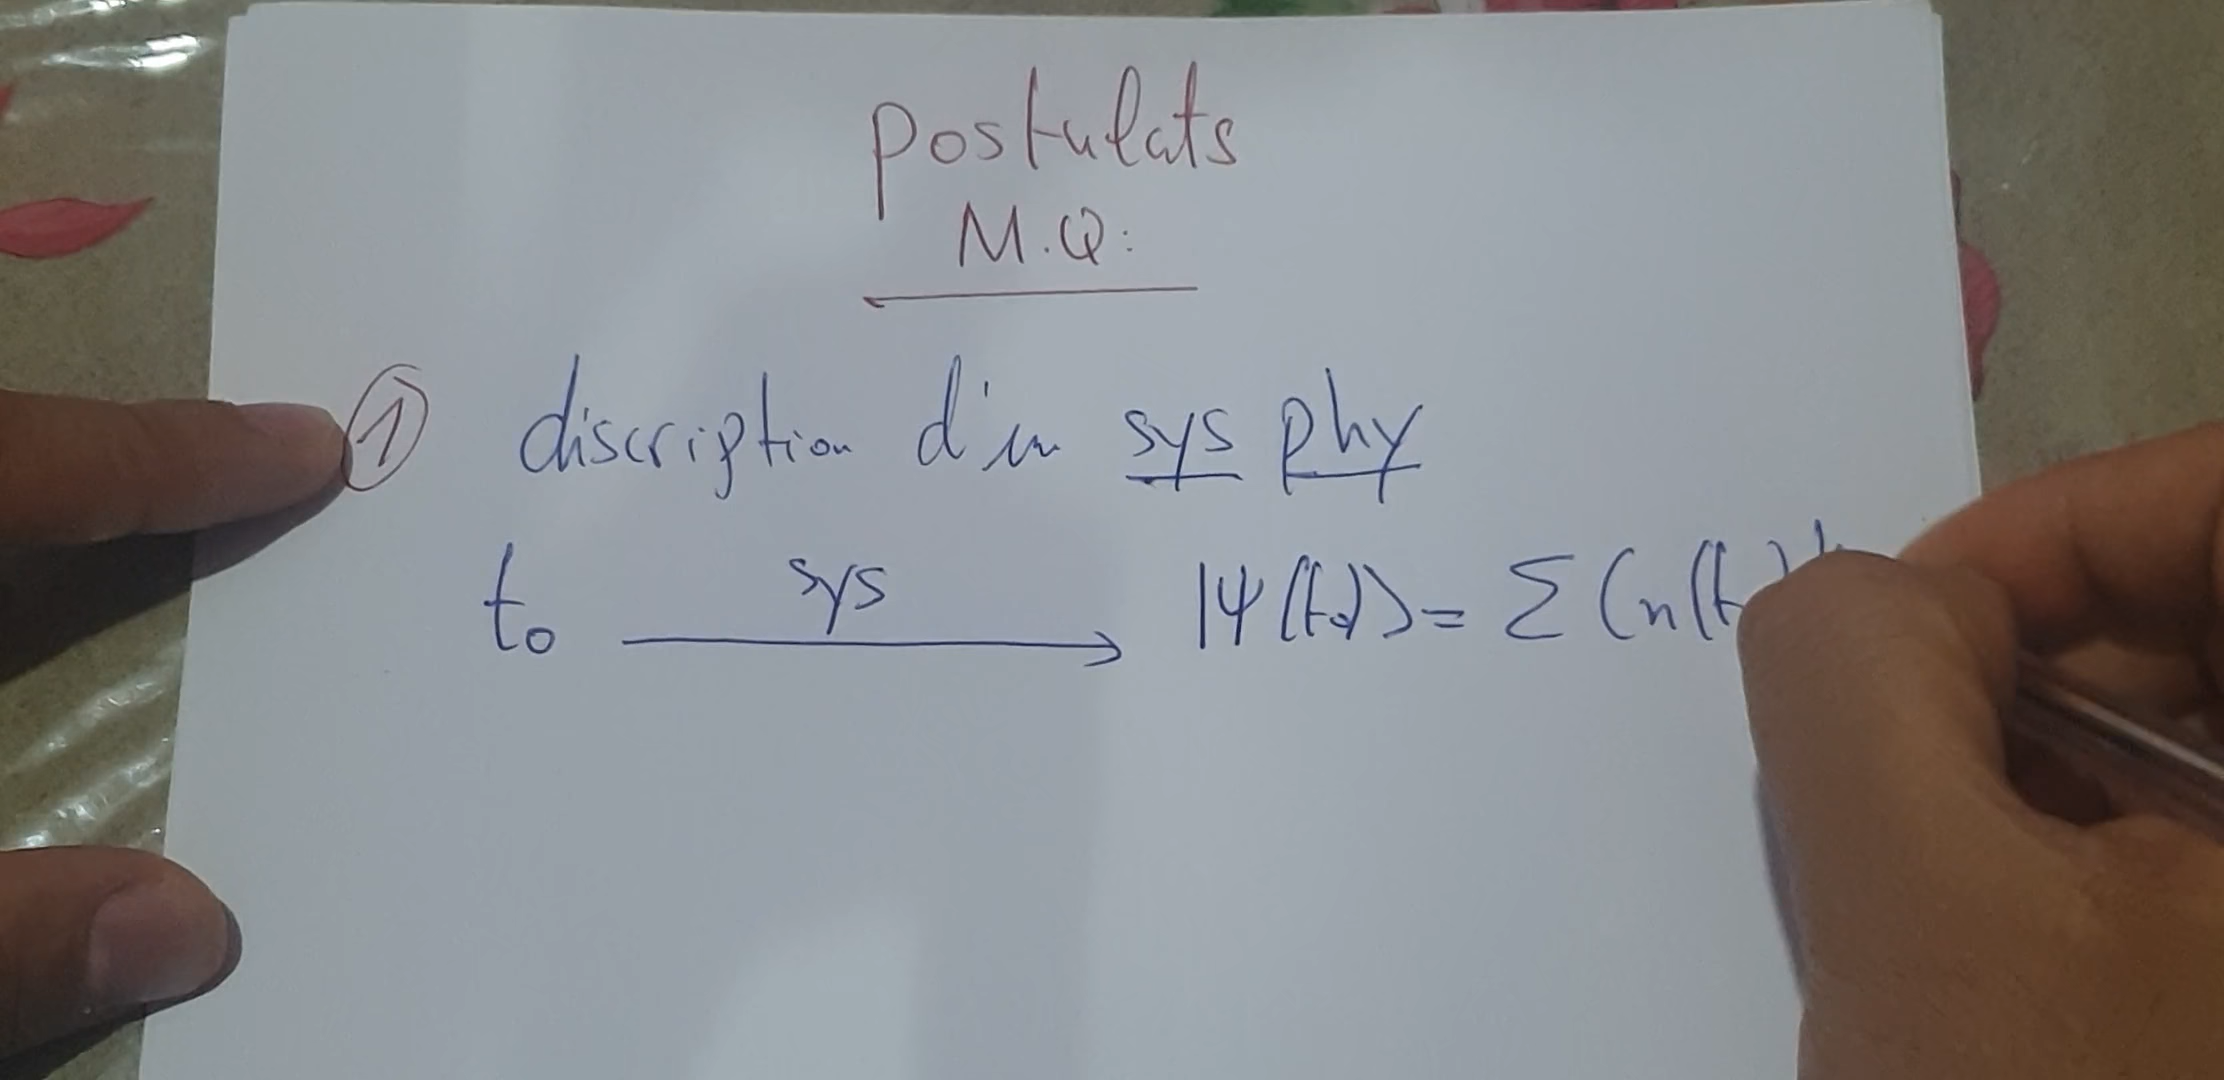 postulats
M.Q:
① discription d'un sys phy
t₀ sys → |ψ(t₀)⟩ = Σ Cn(t